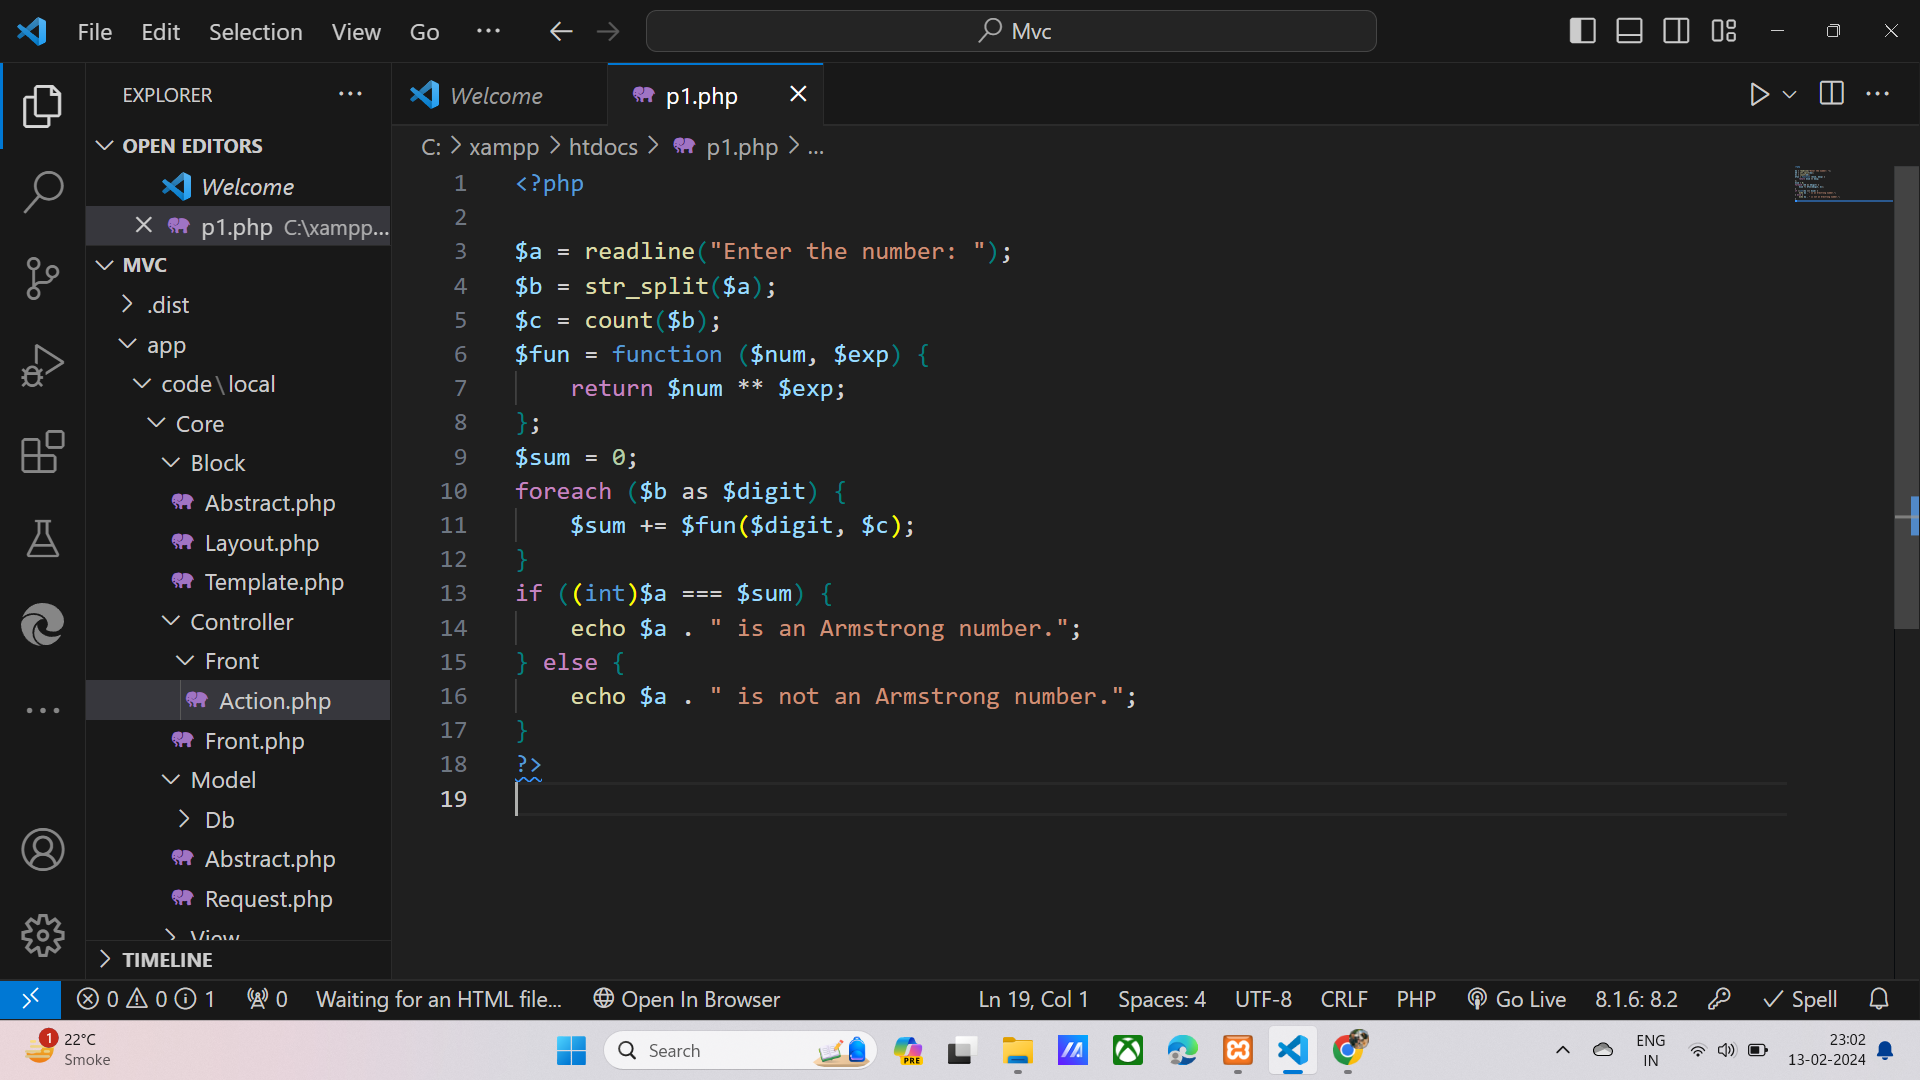 File Edit Selection View Go ··· Mvc
EXPLORER ···
OPEN EDITORS
Welcome
p1.php C:\xampp...
MVC
.dist
app
code\local
Core
Block
Abstract.php
Layout.php
Template.php
Controller
Front
Action.php
Front.php
Model
Db
Abstract.php
Request.php
View
TIMELINE
Welcome p1.php
C: > xampp > htdocs > p1.php > ...
1 <?php
2
3 $a = readline("Enter the number: ");
4 $b = str_split($a);
5 $c = count($b);
6 $fun = function ($num, $exp) {
7 return $num ** $exp;
8 };
9 $sum = 0;
10 foreach ($b as $digit) {
11 $sum += $fun($digit, $c);
12 }
13 if ((int)$a === $sum) {
14 echo $a . " is an Armstrong number.";
15 } else {
16 echo $a . " is not an Armstrong number.";
17 }
18 ?>
19
0 0 1 0 Waiting for an HTML file... Open In Browser Ln 19, Col 1 Spaces: 4 UTF-8 CRLF PHP Go Live 8.1.6: 8.2 Spell
1
22°C
Smoke
Search
PRE
ENG
IN
23:02
13-02-2024